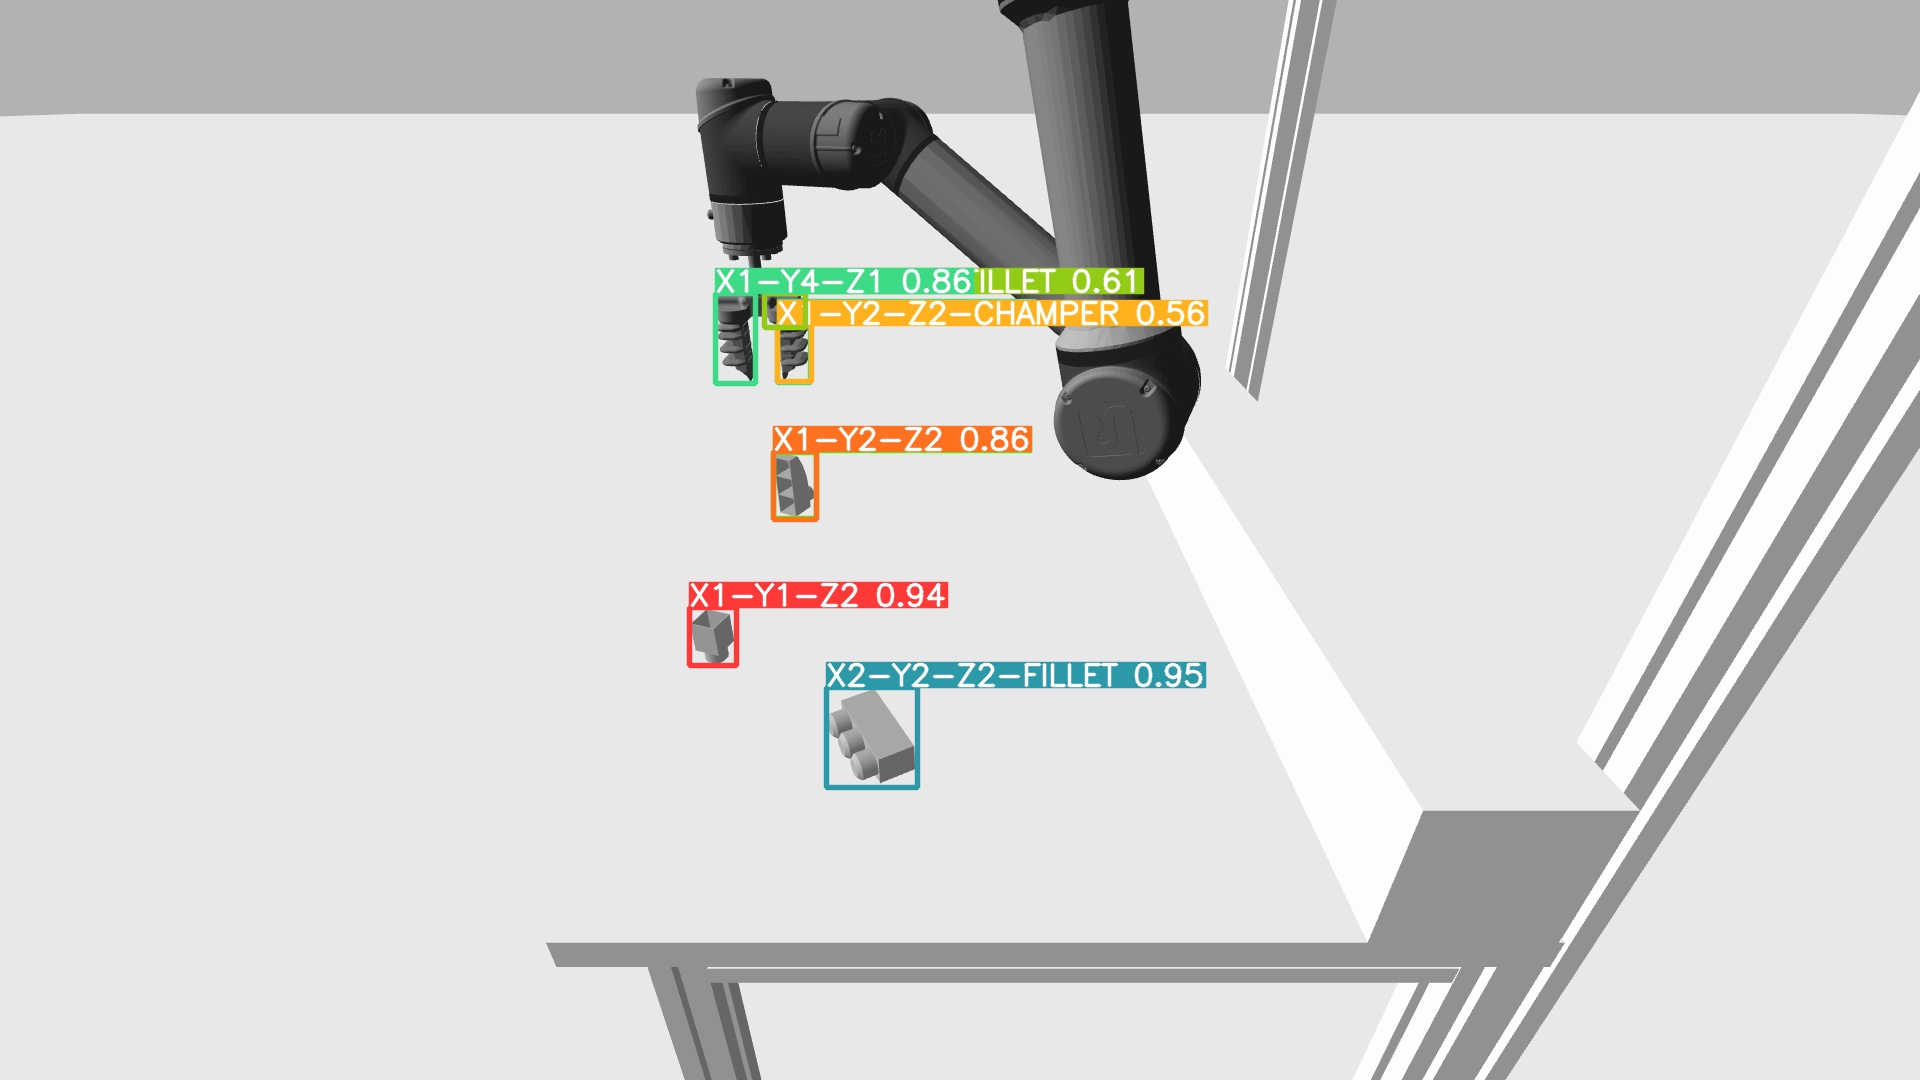 X1-Y4-Z1 0.86
ILLET 0.61
X -Y2-Z2-CHAMPER 0.56
X1-Y2-Z2 0.86
X1-Y1-Z2 0.94
X2-Y2-Z2-FILLET 0.95